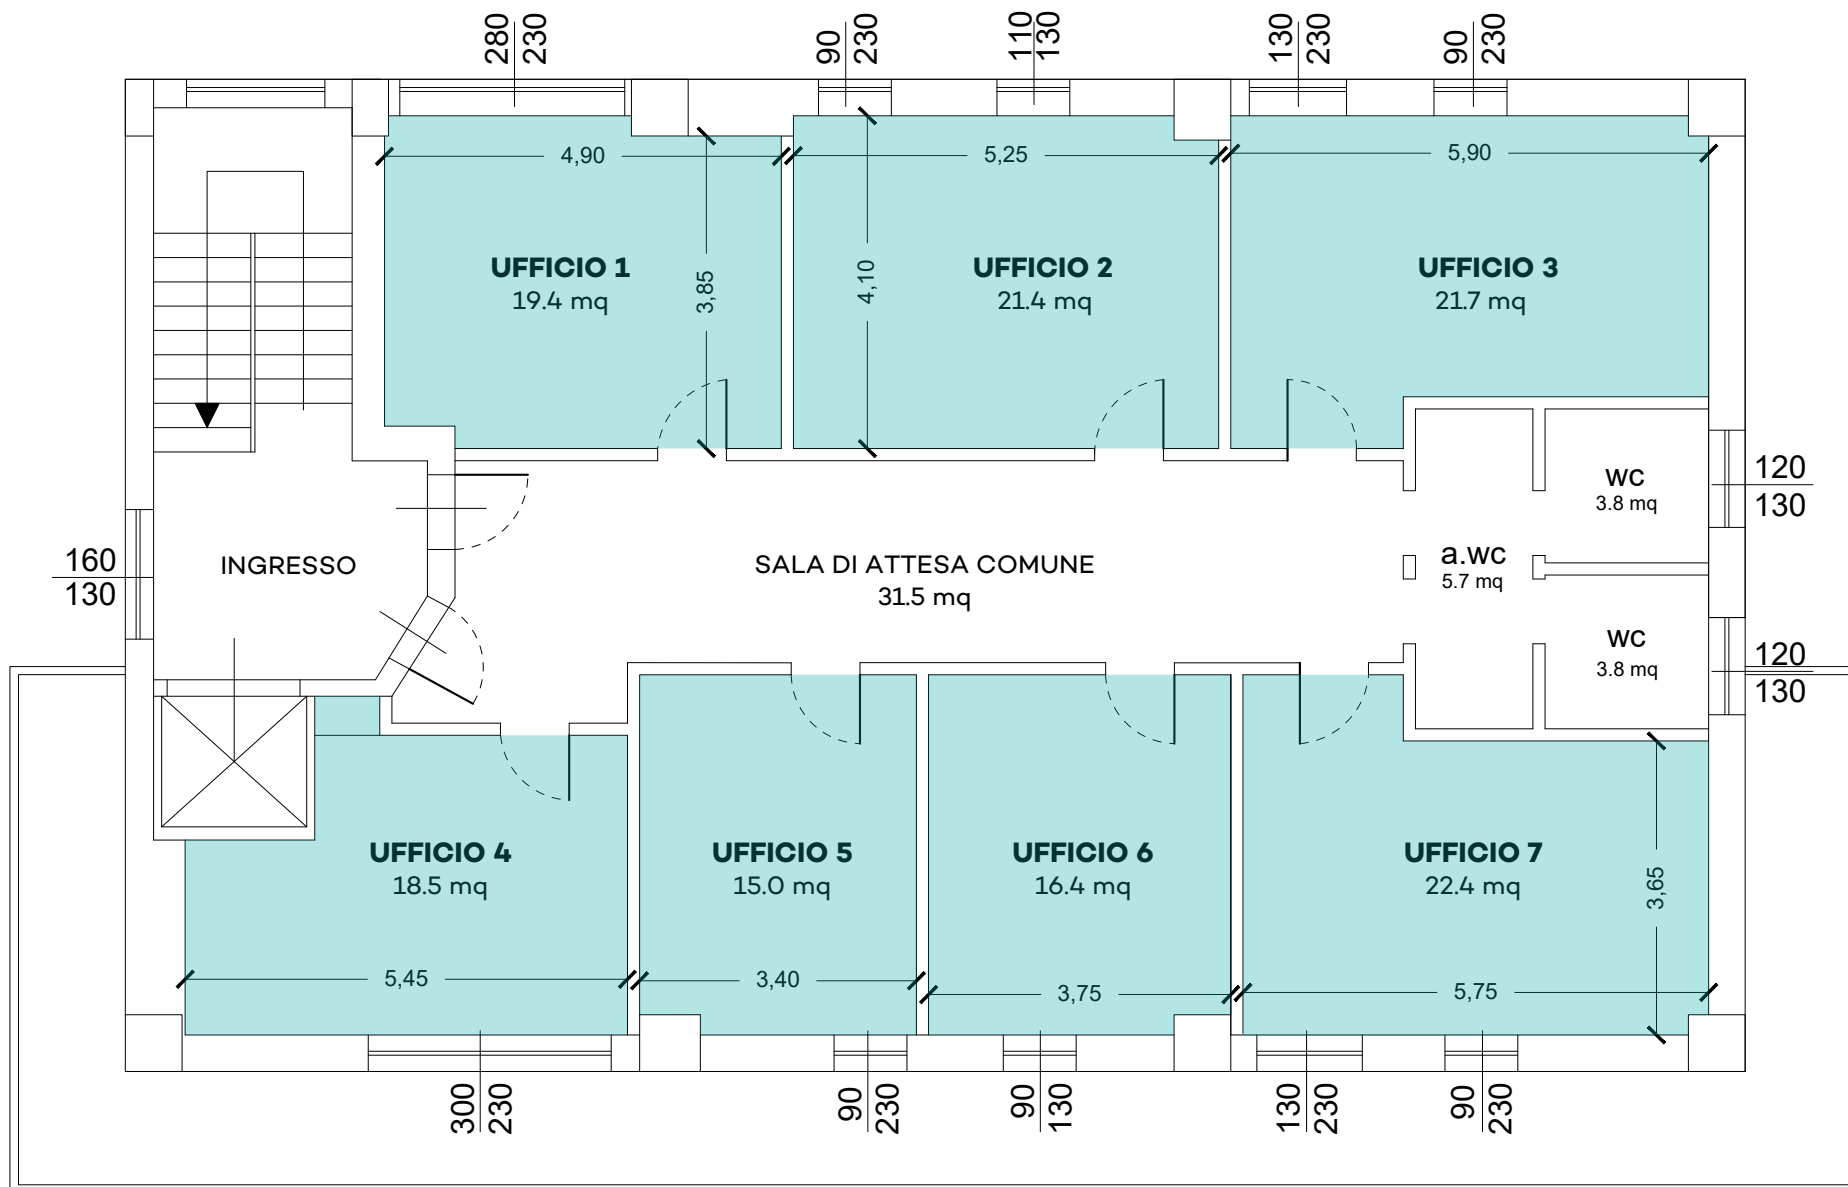 280
230
90
230
110
130
130
230
90
230
4,90
5,25
5,90
UFFICIO 1
19.4 mq
3,85
4,10
UFFICIO 2
21.4 mq
UFFICIO 3
21.7 mq
120
130
wc
3.8 mq
160
130
INGRESSO
SALA DI ATTESA COMUNE
31.5 mq
a.wc
5.7 mq
wc
3.8 mq
120
130
UFFICIO 4
18.5 mq
UFFICIO 5
15.0 mq
UFFICIO 6
16.4 mq
UFFICIO 7
22.4 mq
3,65
5,45
3,40
3,75
5,75
300
230
90
230
90
130
130
230
90
230